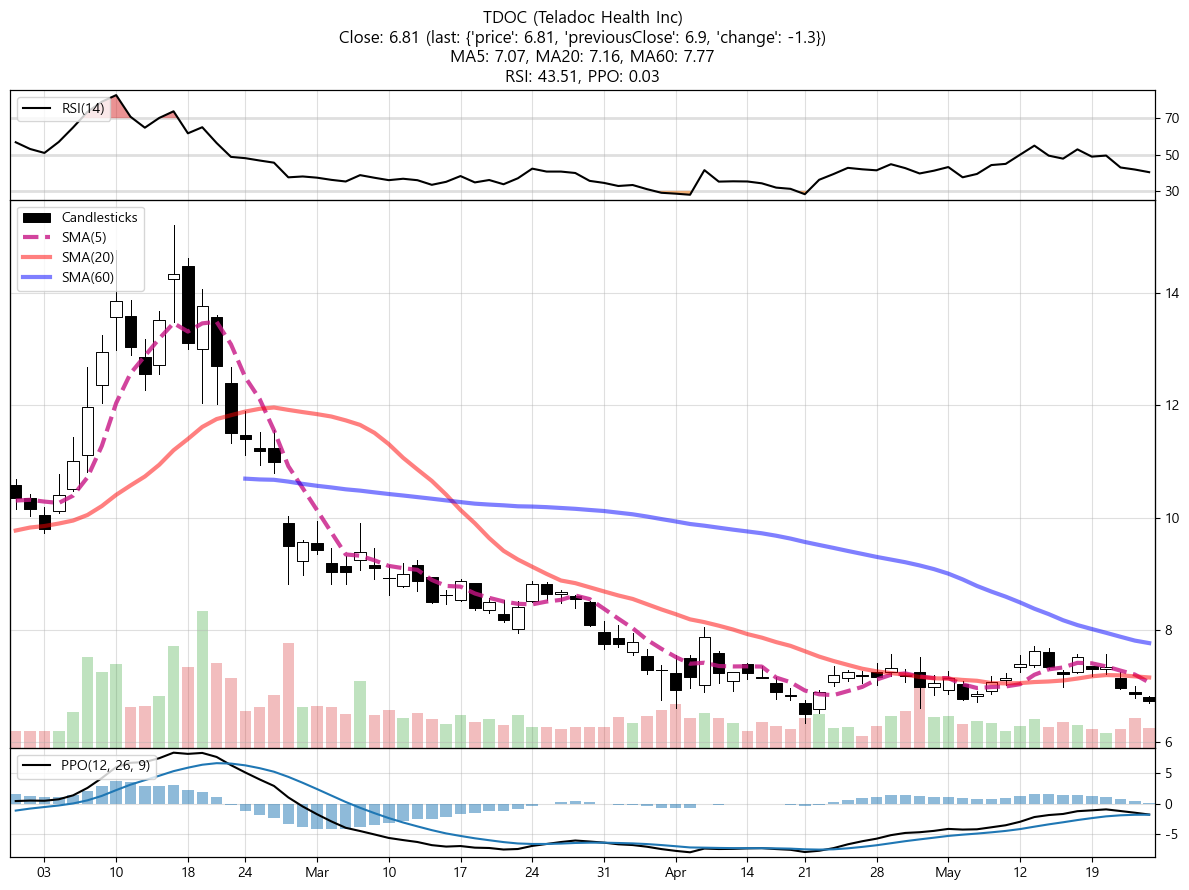 TDOC (Teladoc Health Inc)
Close: 6.81 (last: {'price': 6.81, 'previousClose': 6.9, 'change': -1.3})
MA5: 7.07, MA20: 7.16, MA60: 7.77
RSI: 43.51, PPO: 0.03
RSI(14)
70
50
30
Candlesticks
SMA(5)
SMA(20)
SMA(60)
14
12
10
8
6
PPO(12, 26, 9)
5
0
-5
03 10 18 24 Mar 10 17 24 31 Apr 14 21 28 May 12 19